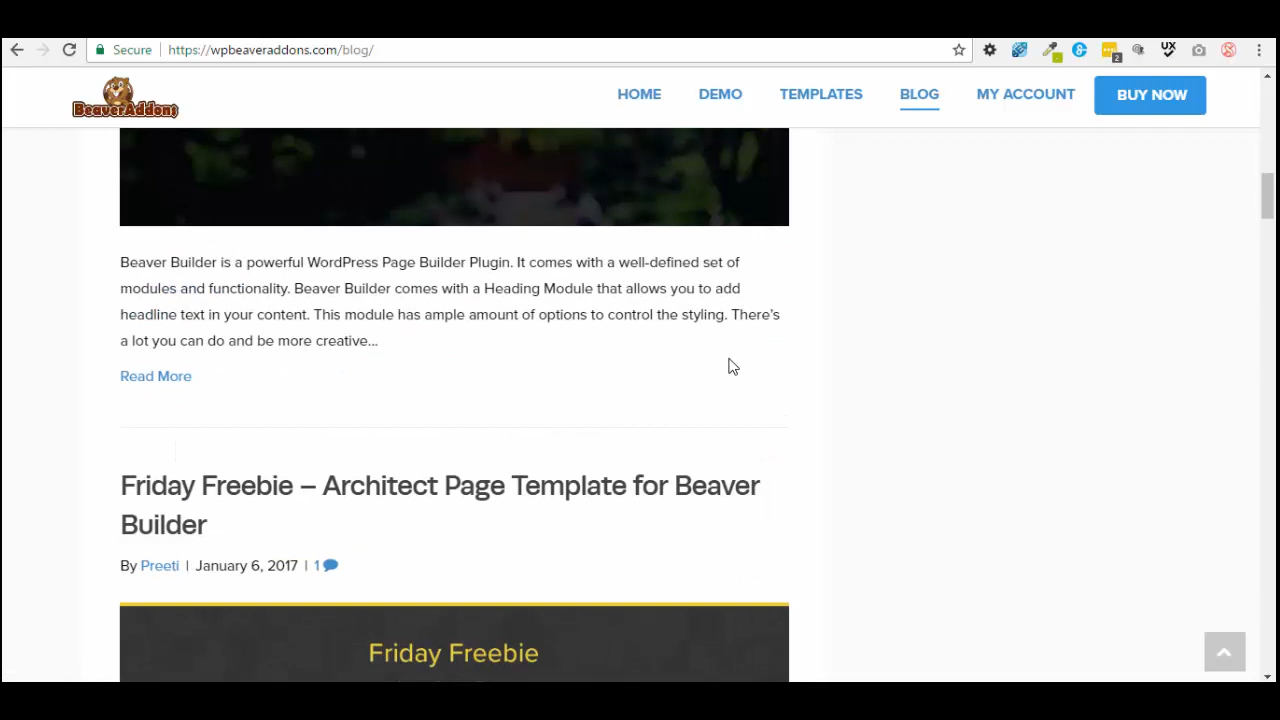 Secure | https://wpbeaveraddons.com/blog/
2
UX
BeaverAddons
HOME DEMO TEMPLATES BLOG MY ACCOUNT BUY NOW
Beaver Builder is a powerful WordPress Page Builder Plugin. It comes with a well-defined set of
modules and functionality. Beaver Builder comes with a Heading Module that allows you to add
headline text in your content. This module has ample amount of options to control the styling. There’s
a lot you can do and be more creative…
Read More
Friday Freebie – Architect Page Template for Beaver
Builder
By Preeti | January 6, 2017 | 1
Friday Freebie